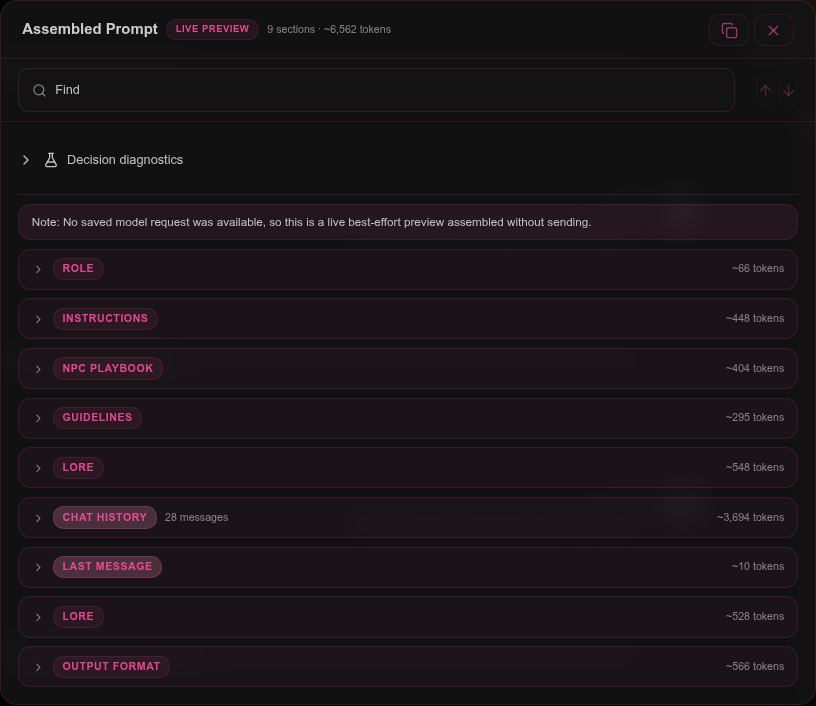 Assembled Prompt LIVE PREVIEW 9 sections · ~6,562 tokens
Find
Decision diagnostics
Note: No saved model request was available, so this is a live best-effort preview assembled without sending.
ROLE ~66 tokens
INSTRUCTIONS ~448 tokens
NPC PLAYBOOK ~404 tokens
GUIDELINES ~295 tokens
LORE ~548 tokens
CHAT HISTORY 28 messages ~3,694 tokens
LAST MESSAGE ~10 tokens
LORE ~528 tokens
OUTPUT FORMAT ~566 tokens